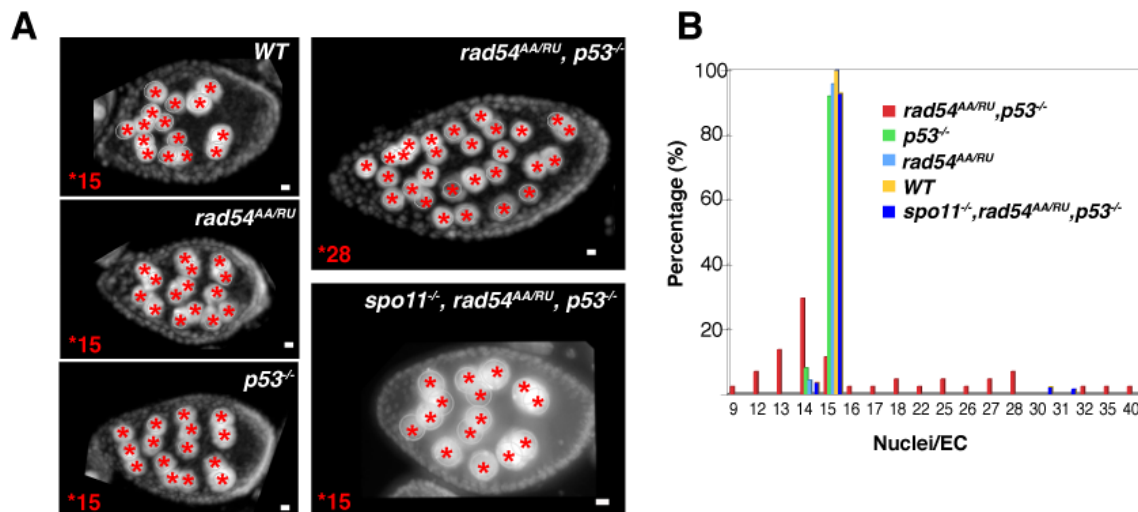 A
WT
*15
rad54AA/RU
*15
p53-/-
*15
rad54AA/RU, p53-/-
*28
spo11-/-, rad54AA/RU, p53-/-
*15
B
Percentage (%)
100
80
60
40
20
rad54AA/RU,p53-/-
p53-/-
rad54AA/RU
WT
spo11-/-,rad54AA/RU,p53-/-
9 12 13 14 15 16 17 18 22 25 26 27 28 30 31 32 35 40
Nuclei/EC